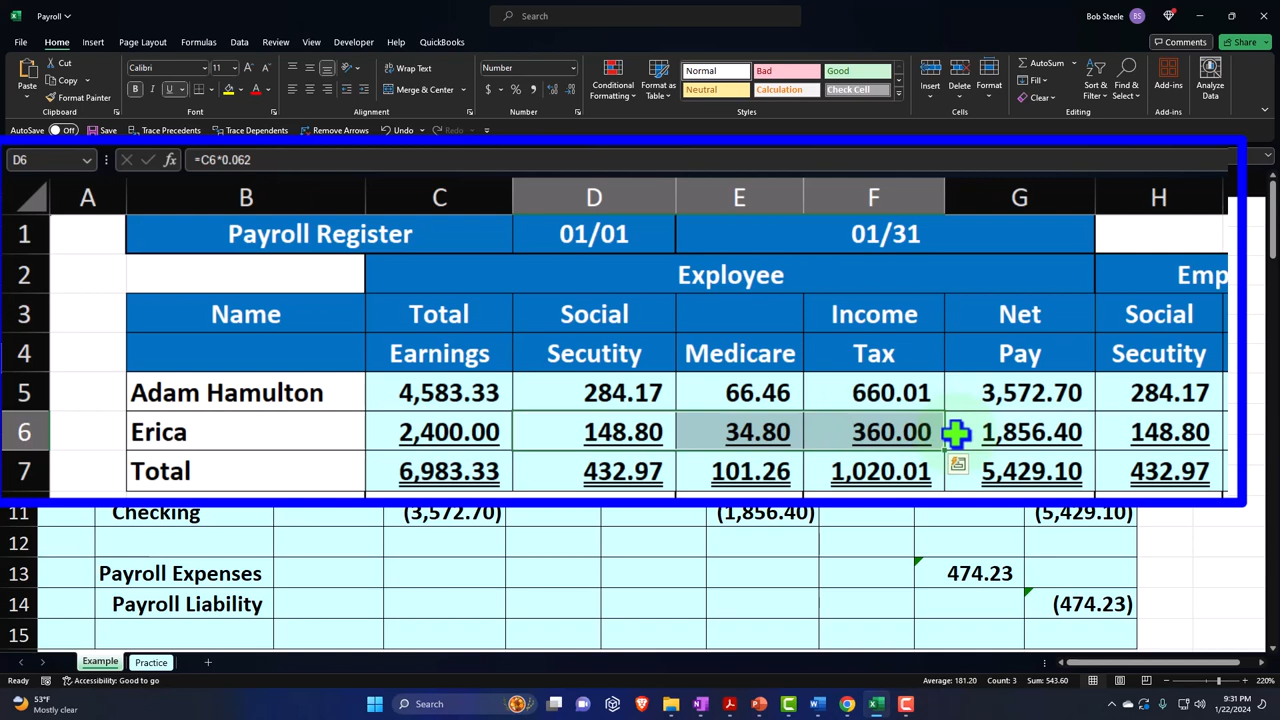 Payroll
Search
Bob Steele
BS
File Home Insert Page Layout Formulas Data Review View Developer Help QuickBooks
Comments
Share
Paste
Cut
Copy
Format Painter
Clipboard
Calibri 11
B I U
Font
Wrap Text
Merge & Center
Alignment
Number
$ % ,
Number
Conditional Formatting
Format as Table
Normal Bad Good
Neutral Calculation Check Cell
Styles
Insert Delete Format
Cells
AutoSum
Fill
Clear
Sort & Filter
Find & Select
Editing
Add-ins
Add-ins
Analyze Data
AutoSave Off Save Trace Precedents Trace Dependents Remove Arrows Undo
D6 fx =C6*0.062
A B C D E F G H
1 Payroll Register 01/01 01/31
2 Exployee Emp
3 Name Total Social Income Net Social
4 Earnings Secutity Medicare Tax Pay Secutity
5 Adam Hamulton 4,583.33 284.17 66.46 660.01 3,572.70 284.17
6 Erica 2,400.00 148.80 34.80 360.00 1,856.40 148.80
7 Total 6,983.33 432.97 101.26 1,020.01 5,429.10 432.97
11 Checking (3,572.70) (1,856.40) (5,429.10)
12
13 Payroll Expenses 474.23
14 Payroll Liability (474.23)
15
Example Practice
Ready Accessibility: Good to go Average: 181.20 Count: 3 Sum: 543.60 220%
53°F
Mostly clear
Search
9:31 PM
1/22/2024